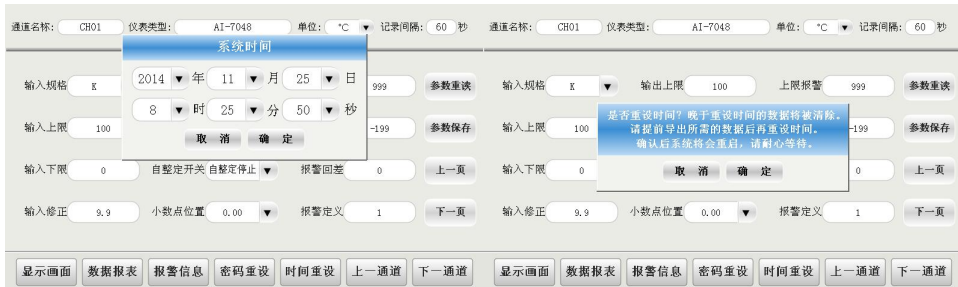 通道名称: CH01 仪表类型: AI-7048 单位: °C 记录间隔: 60 秒
系统时间
2014 年 11 月 25 日
8 时 25 分 50 秒
取 消 确 定
输入规格 K 999 参数重读
输入上限 100 -199 参数保存
输入下限 0 自整定开关 自整定停止 报警回差 0 上一页
输入修正 9.9 小数点位置 0.00 报警定义 1 下一页
显示画面 数据报表 报警信息 密码重设 时间重设 上一通道 下一通道
通道名称: CH01 仪表类型: AI-7048 单位: °C 记录间隔: 60 秒
输入规格 K 输出上限 100 上限报警 999 参数重读
是否重设时间？晚于重设时间的数据将被清除。
请提前导出所需的数据后再重设时间。
确认后系统将会重启，请耐心等待。
取 消 确 定
输入上限 100 -199 参数保存
输入下限 0 0 上一页
输入修正 9.9 小数点位置 0.00 报警定义 1 下一页
显示画面 数据报表 报警信息 密码重设 时间重设 上一通道 下一通道